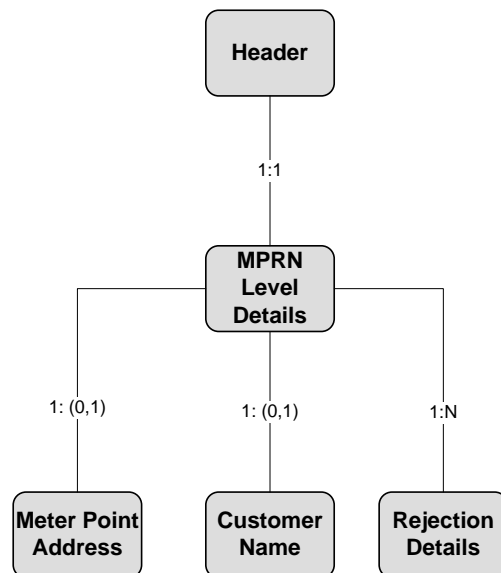 Header
1:1
MPRN
Level
Details
1: (0,1)
1: (0,1)
1:N
Meter Point
Address
Customer
Name
Rejection
Details